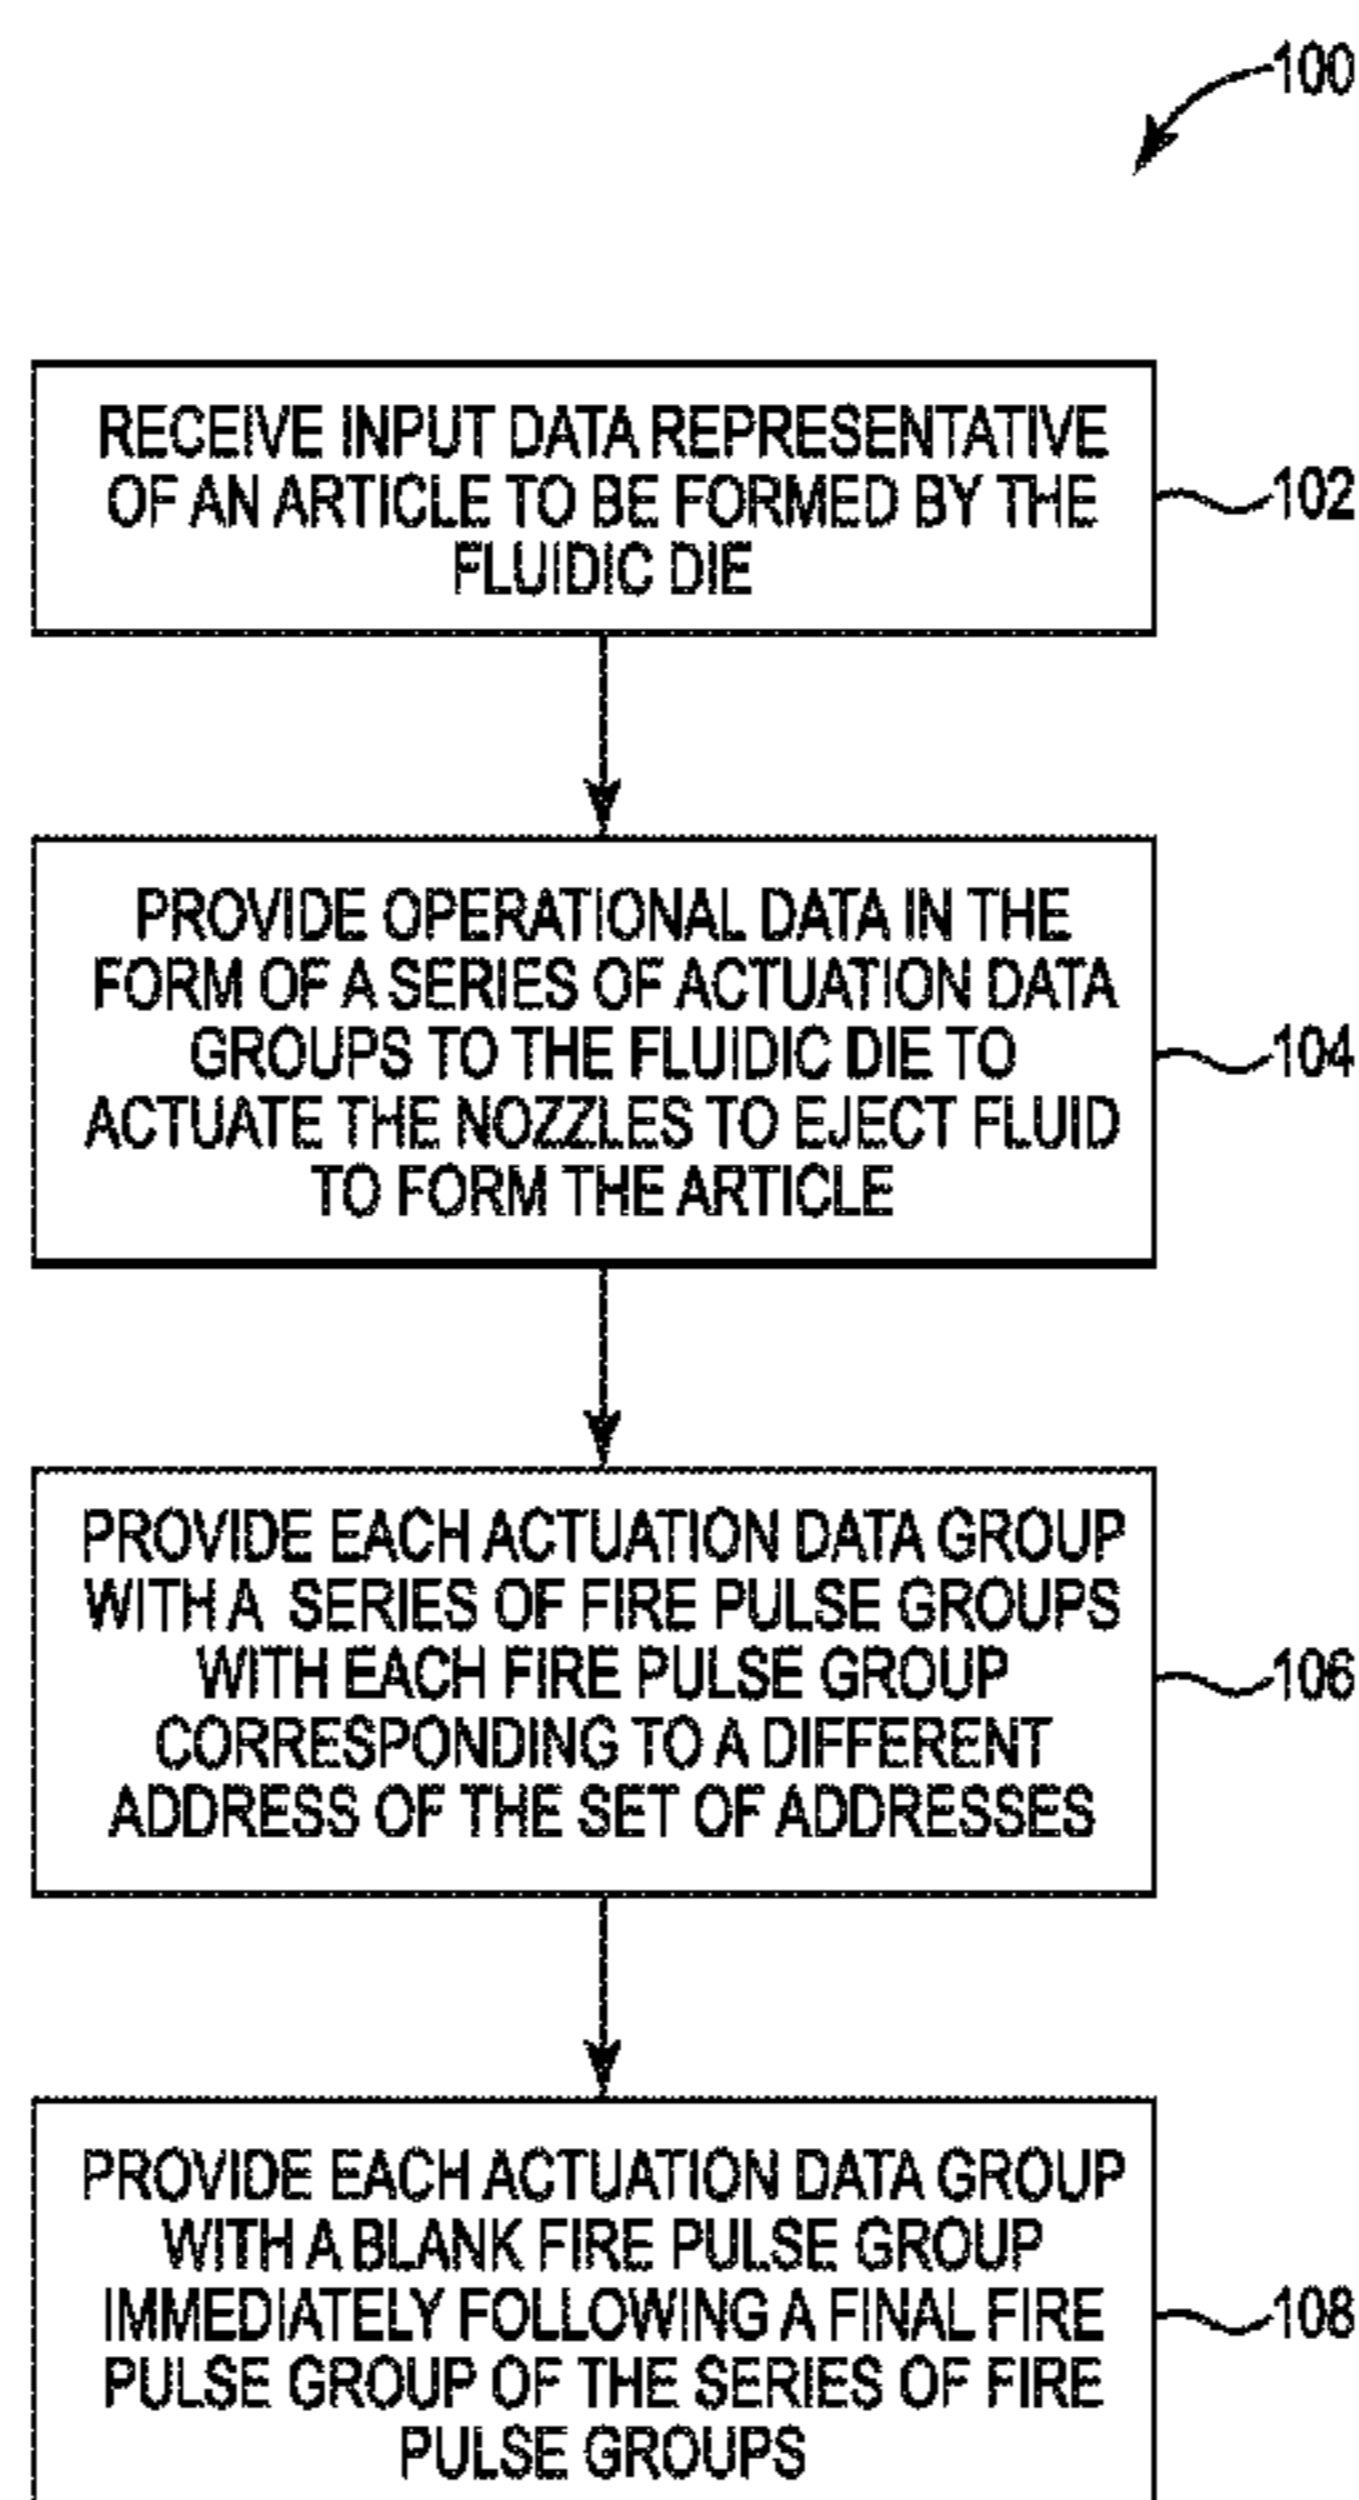 100
RECEIVE INPUT DATA REPRESENTATIVE
OF AN ARTICLE TO BE FORMED BY THE
FLUIDIC DIE
102
PROVIDE OPERATIONAL DATA IN THE
FORM OF A SERIES OF ACTUATION DATA
GROUPS TO THE FLUIDIC DIE TO
ACTUATE THE NOZZLES TO EJECT FLUID
TO FORM THE ARTICLE
104
PROVIDE EACH ACTUATION DATA GROUP
WITH A SERIES OF FIRE PULSE GROUPS
WITH EACH FIRE PULSE GROUP
CORRESPONDING TO A DIFFERENT
ADDRESS OF THE SET OF ADDRESSES
106
PROVIDE EACH ACTUATION DATA GROUP
WITH A BLANK FIRE PULSE GROUP
IMMEDIATELY FOLLOWING A FINAL FIRE
PULSE GROUP OF THE SERIES OF FIRE
PULSE GROUPS
108